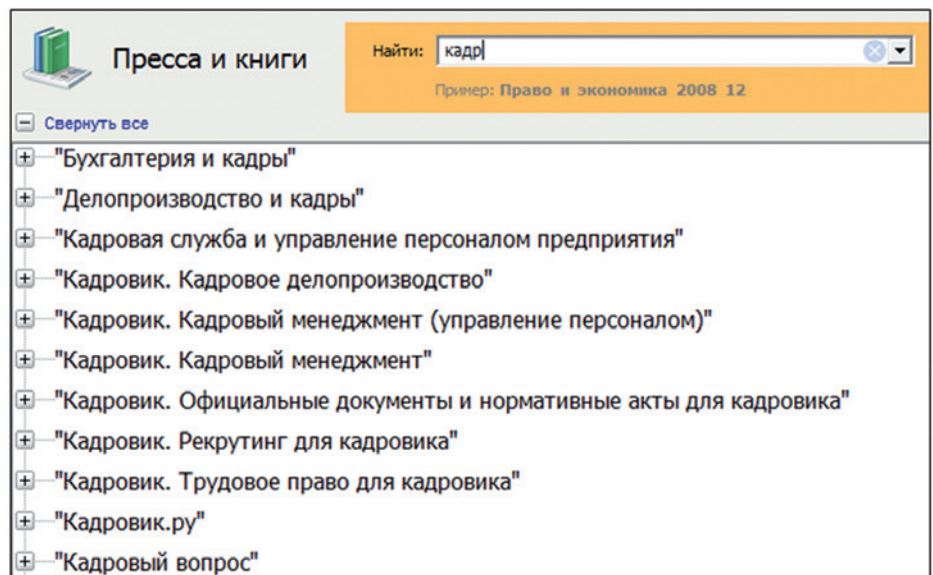 Пресса и книги
Найти: кадр
Пример: Право и экономика 2008 12
Свернуть все
"Бухгалтерия и кадры"
"Делопроизводство и кадры"
"Кадровая служба и управление персоналом предприятия"
"Кадровик. Кадровое делопроизводство"
"Кадровик. Кадровый менеджмент (управление персоналом)"
"Кадровик. Кадровый менеджмент"
"Кадровик. Официальные документы и нормативные акты для кадровика"
"Кадровик. Рекрутинг для кадровика"
"Кадровик. Трудовое право для кадровика"
"Кадровик.ру"
"Кадровый вопрос"